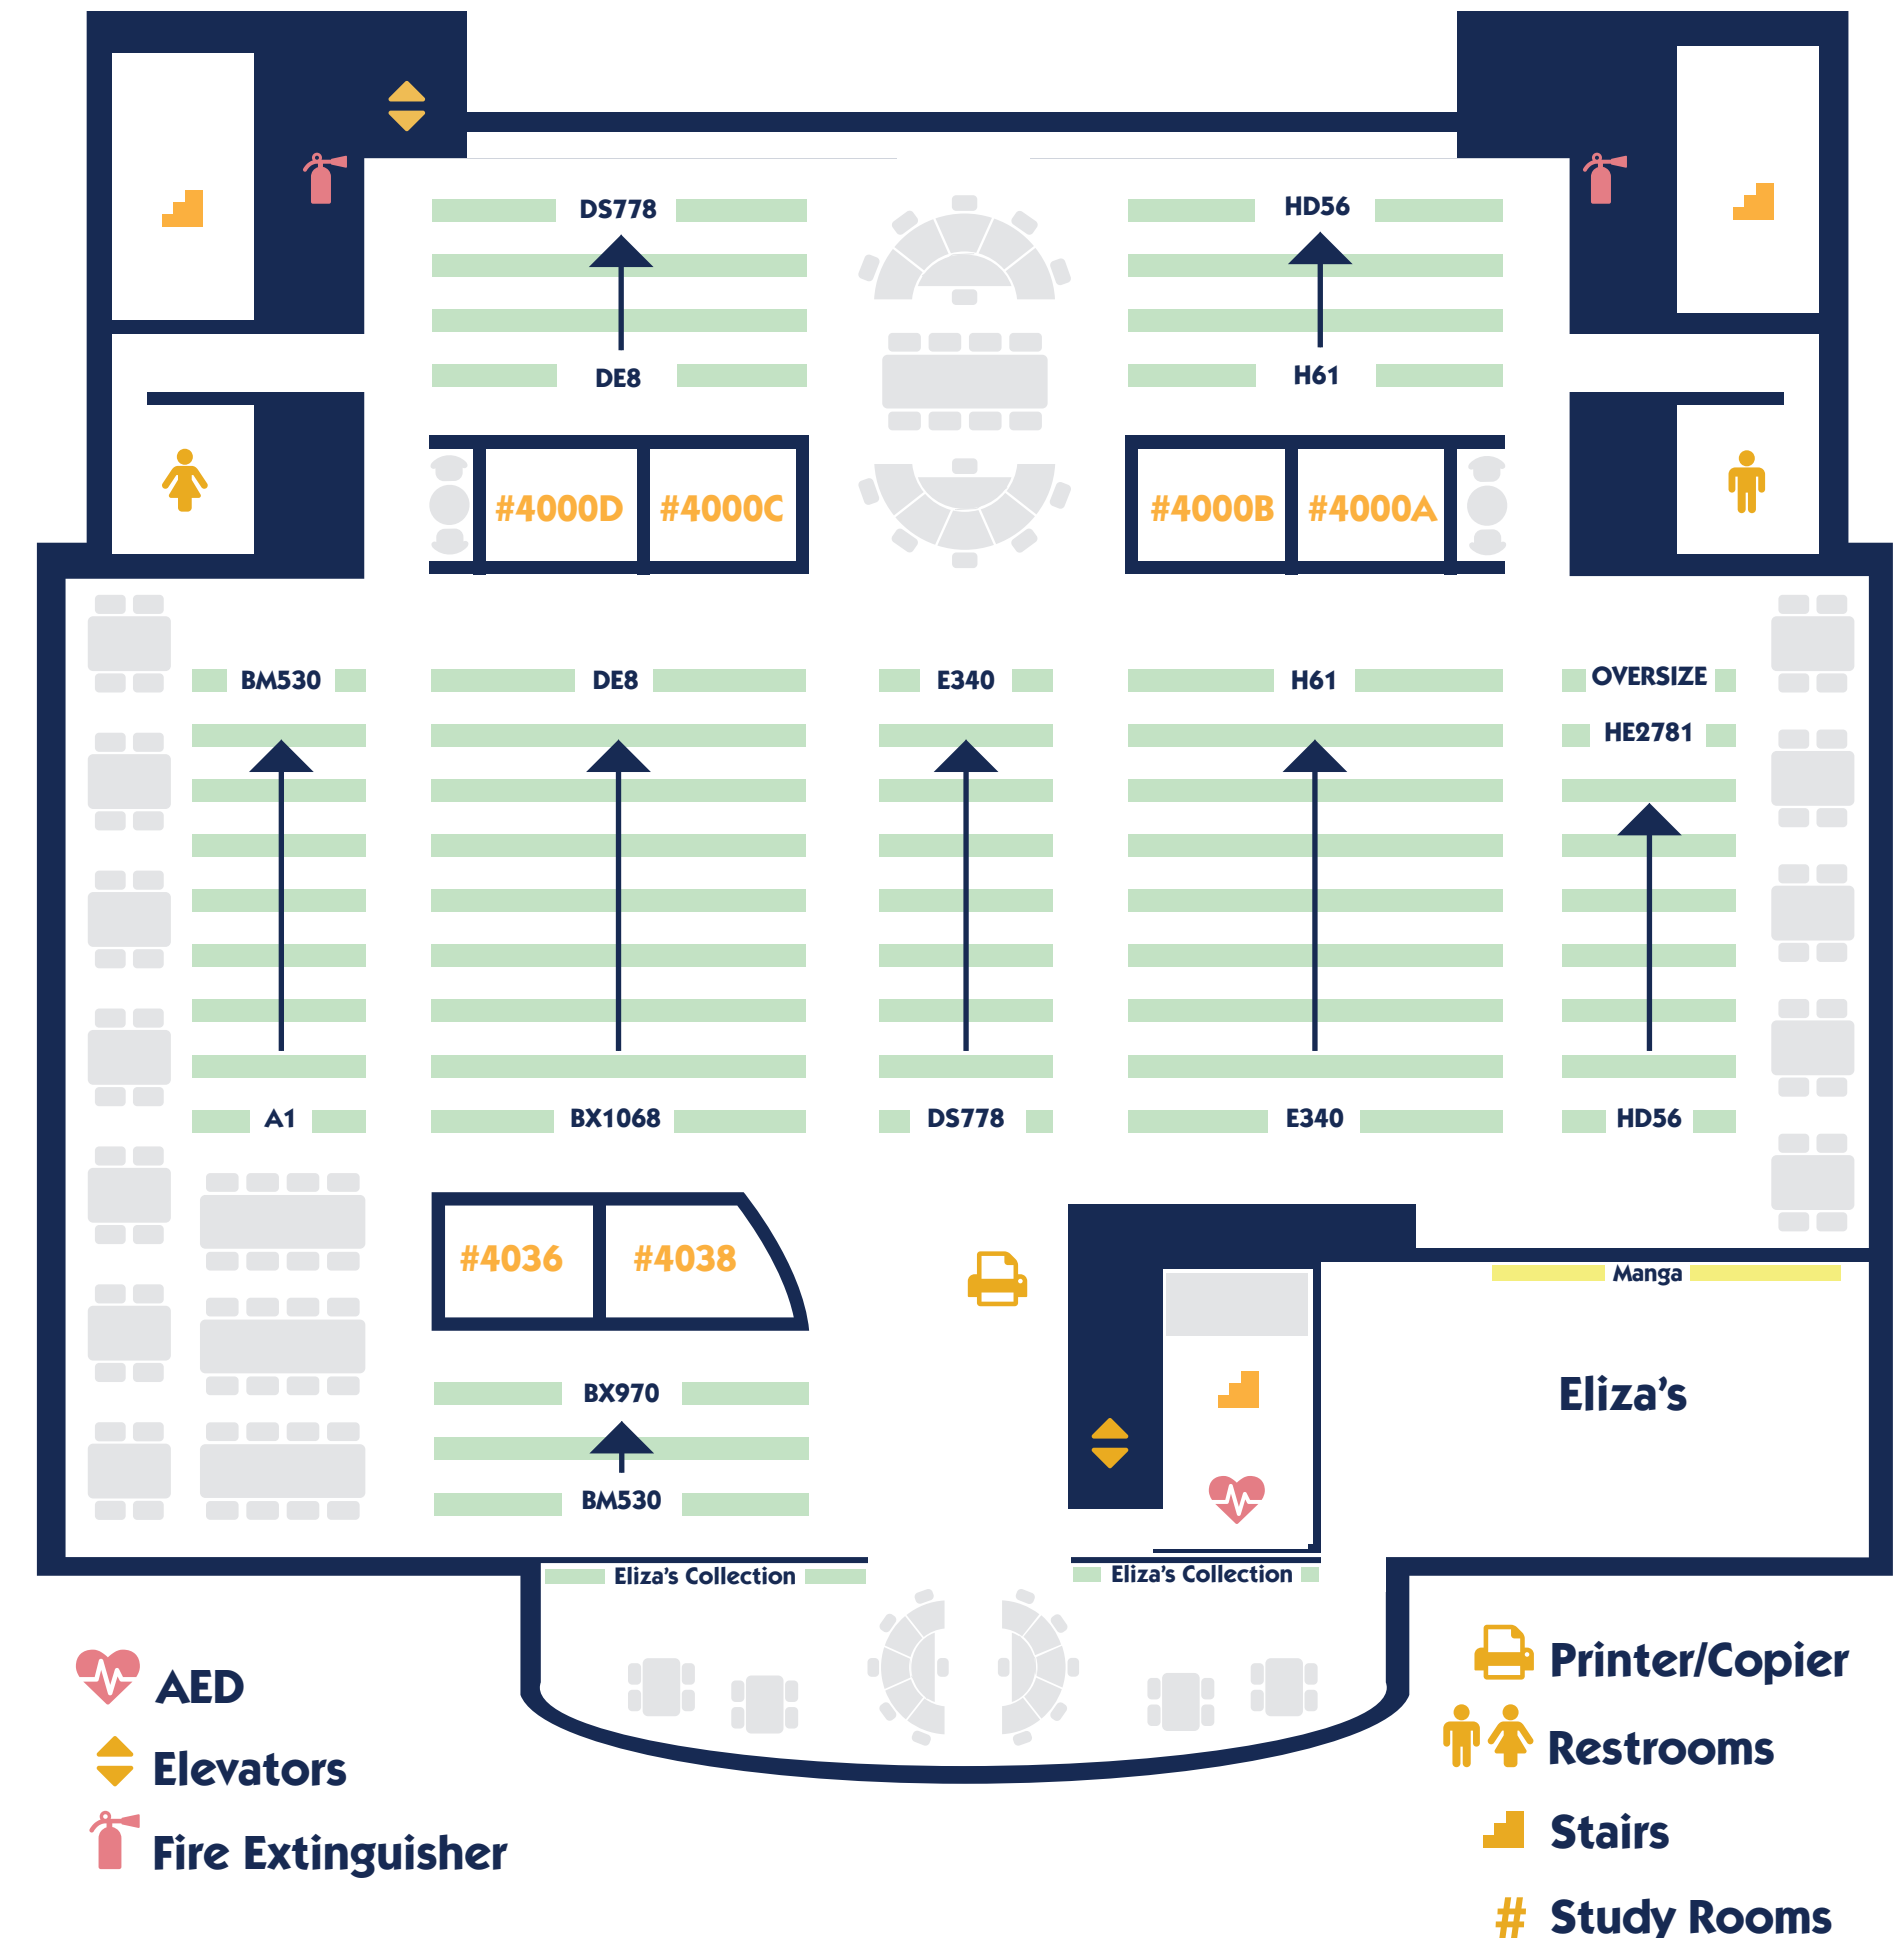 DS778
HD56
DE8
H61
#4000D
#4000C
#4000B
#4000A
BM530
DE8
E340
H61
OVERSIZE
HE2781
A1
BX1068
DS778
E340
HD56
#4036
#4038
Manga
Eliza's
BX970
BM530
Eliza's Collection
Eliza's Collection
AED
Elevators
Fire Extinguisher
Printer/Copier
Restrooms
Stairs
# Study Rooms